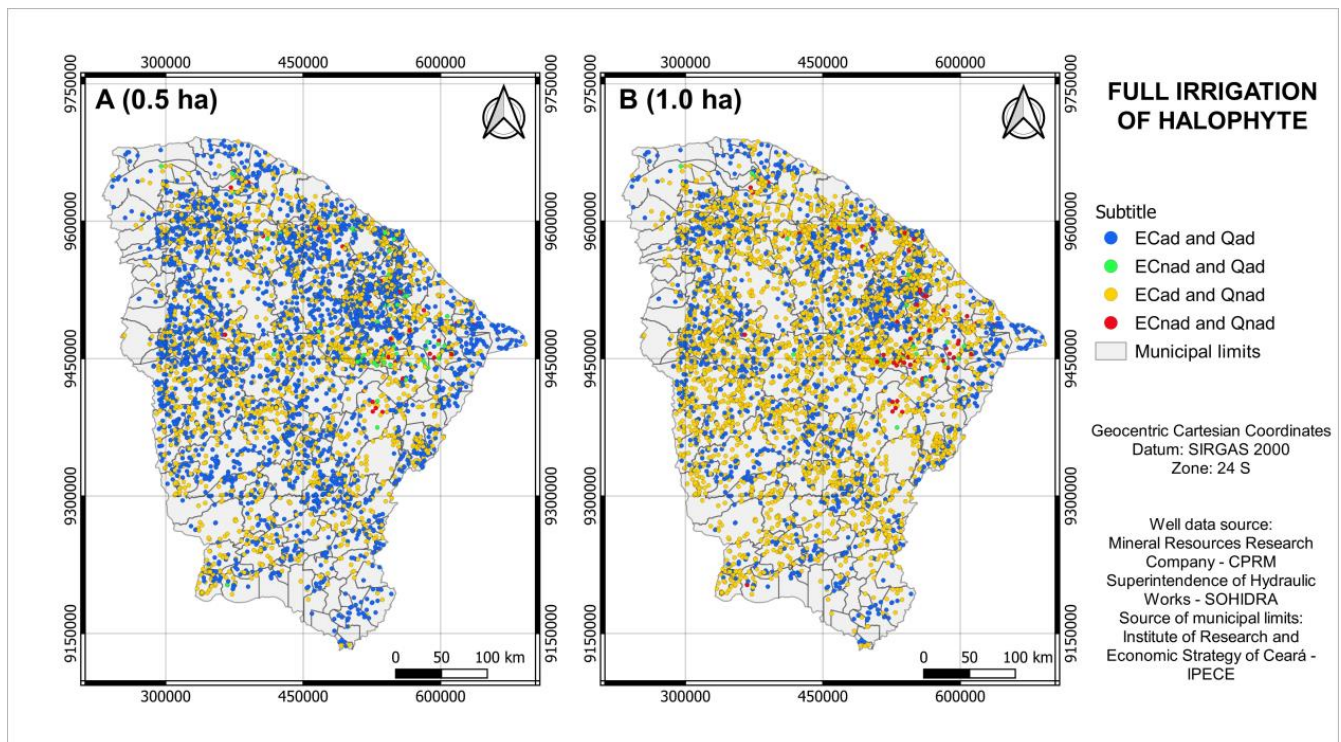 300000 450000 600000
300000 450000 600000
A (0.5 ha)
B (1.0 ha)
9750000
9750000
9750000
9750000
9600000
9600000
9600000
9600000
9450000
9450000
9450000
9450000
9300000
9300000
9300000
9300000
9150000
9150000
9150000
9150000
0 50 100 km
0 50 100 km
300000 450000 600000
300000 450000 600000
FULL IRRIGATION
OF HALOPHYTE
Subtitle
ECad and Qad
ECnad and Qad
ECad and Qnad
ECnad and Qnad
Municipal limits
Geocentric Cartesian Coordinates
Datum: SIRGAS 2000
Zone: 24 S
Well data source:
Mineral Resources Research
Company - CPRM
Superintendence of Hydraulic
Works - SOHIDRA
Source of municipal limits:
Institute of Research and
Economic Strategy of Ceará -
IPECE